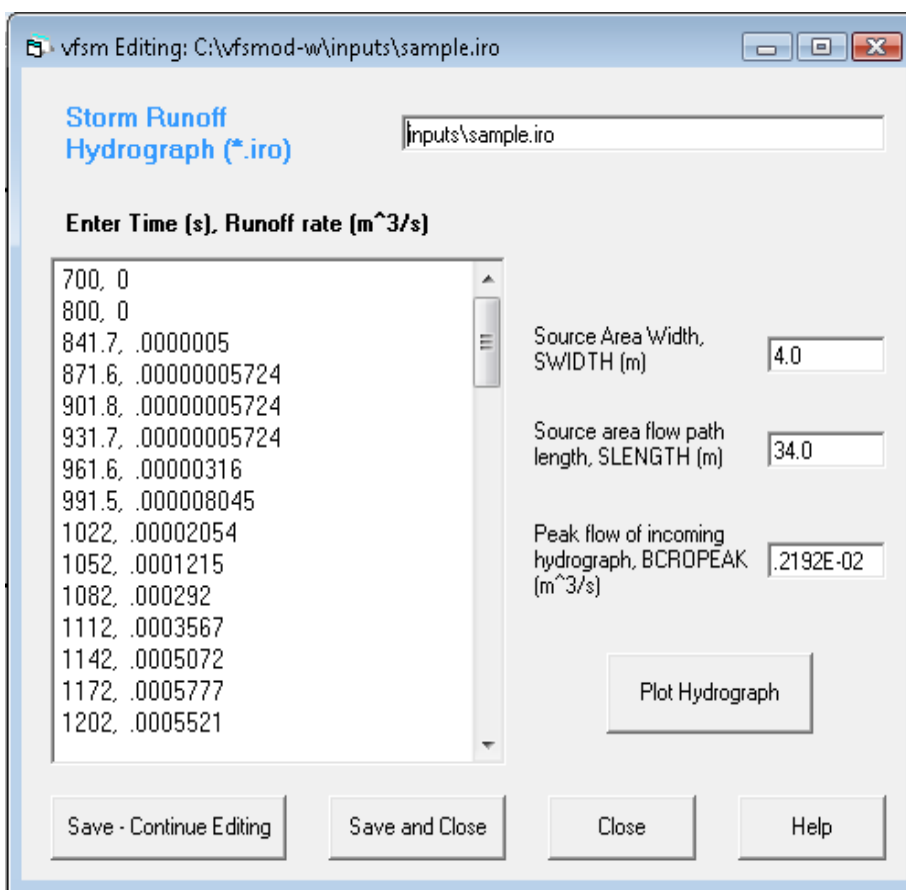 vfsm Editing: C:\vfsmod-w\inputs\sample.iro
Storm Runoff
Hydrograph (*.iro)
inputs\sample.iro
Enter Time (s), Runoff rate (m^3/s)
700, 0
800, 0
841.7, .0000005
871.6, .00000005724
901.8, .00000005724
931.7, .00000005724
961.6, .00000316
991.5, .000008045
1022, .00002054
1052, .0001215
1082, .000292
1112, .0003567
1142, .0005072
1172, .0005777
1202, .0005521
Source Area Width,
SWIDTH (m)
4.0
Source area flow path
length, SLENGTH (m)
34.0
Peak flow of incoming
hydrograph, BCROPEAK
(m^3/s)
.2192E-02
Plot Hydrograph
Save - Continue Editing
Save and Close
Close
Help